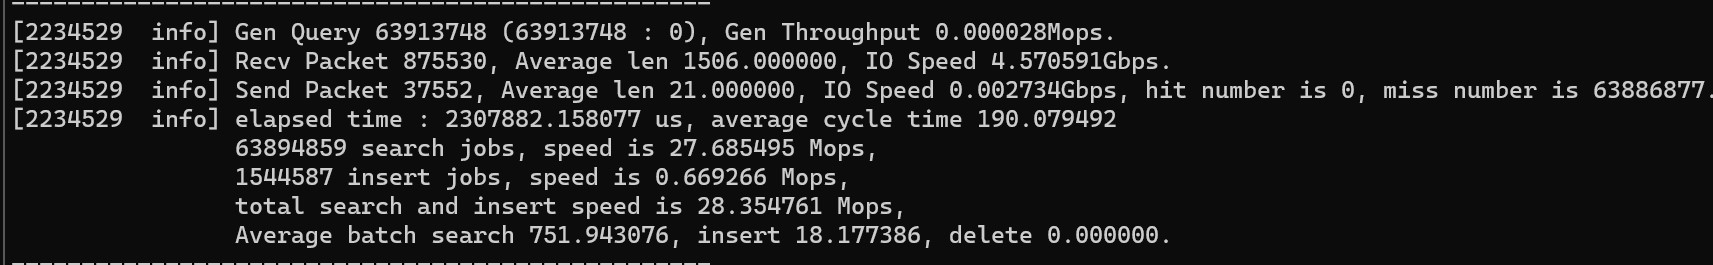 ------------------------------------------------
[2234529  info] Gen Query 63913748 (63913748 : 0), Gen Throughput 0.000028Mops.
[2234529  info] Recv Packet 875530, Average len 1506.000000, IO Speed 4.570591Gbps.
[2234529  info] Send Packet 37552, Average len 21.000000, IO Speed 0.002734Gbps, hit number is 0, miss number is 63886877.
[2234529  info] elapsed time : 2307882.158077 us, average cycle time 190.079492
                63894859 search jobs, speed is 27.685495 Mops,
                1544587 insert jobs, speed is 0.669266 Mops,
                total search and insert speed is 28.354761 Mops,
                Average batch search 751.943076, insert 18.177386, delete 0.000000.
------------------------------------------------